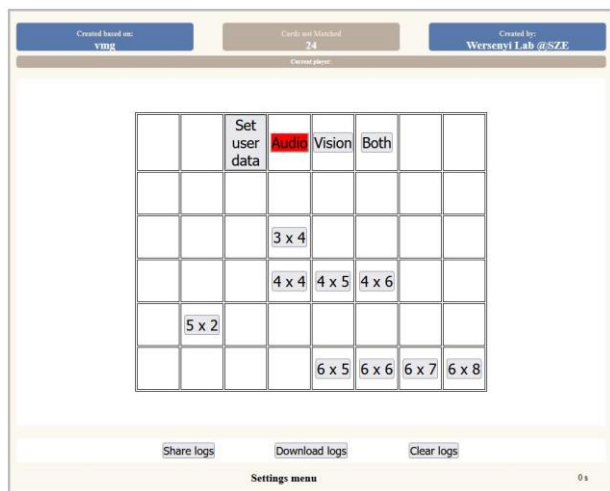 Created based on:
vmg
Cards not Matched
24
Created by:
Wersenyi Lab @SZE
Current player:
Set
user
data
Audio Vision Both
3 x 4
4 x 4 4 x 5 4 x 6
5 x 2
6 x 5 6 x 6 6 x 7 6 x 8
Share logs Download logs Clear logs
Settings menu 0 s